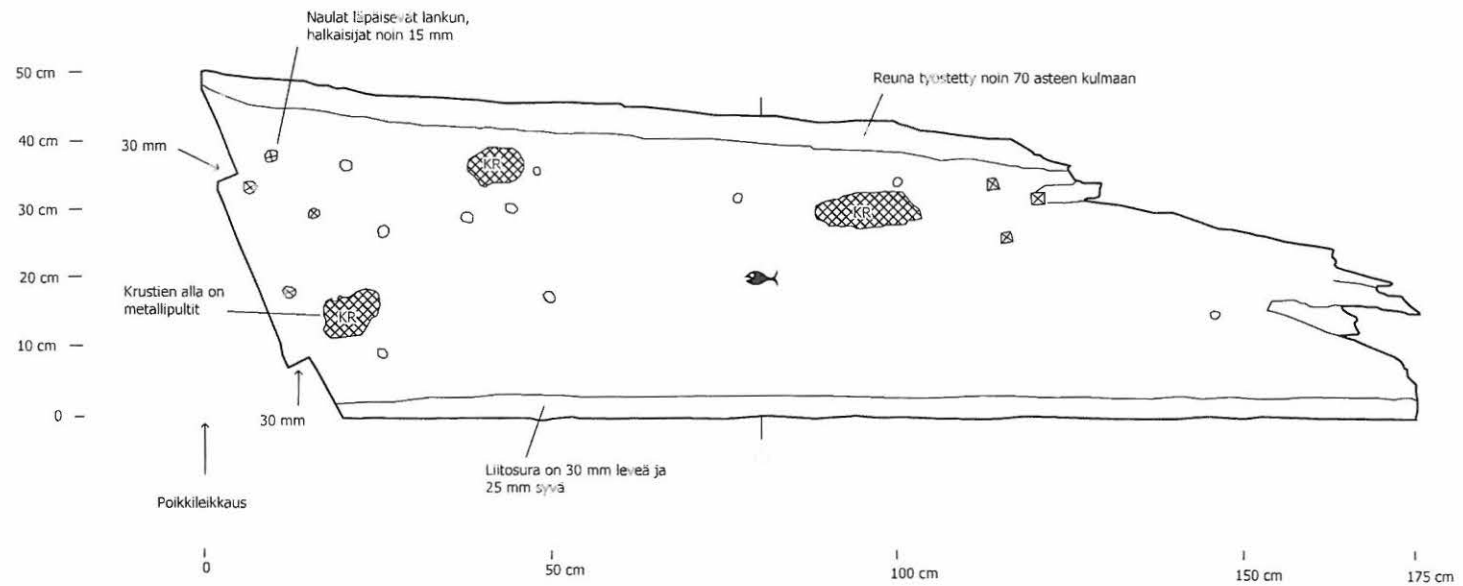 Naulat läpäisevät lankun,
halkaisijat noin 15 mm
50 cm
Reuna työstetty noin 70 asteen kulmaan
40 cm
30 mm
KR
30 cm
KR
20 cm
Krustien alla on
metallipultit
KR
10 cm
0
30 mm
Liitosura on 30 mm leveä ja
25 mm syvä
Poikkileikkaus
0
50 cm
100 cm
150 cm
175 cm